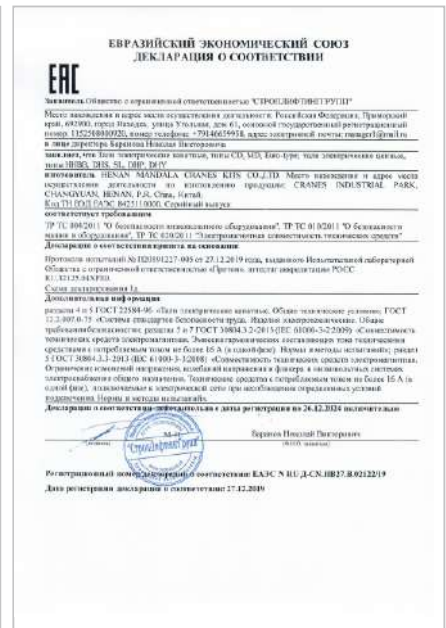 ЕВРАЗИЙСКИЙ ЭКОНОМИЧЕСКИЙ СОЮЗ
ДЕКЛАРАЦИЯ О СООТВЕТСТВИИ
ЕАС
Заявитель Общество с ограниченной ответственностью "СТРОПЛИФТИНГГРУПП"
Место нахождения и адрес места осуществления деятельности: Российская Федерация, Приморский
край, 692900, город Находка, улица Угольная, дом 61, основной государственный регистрационный
номер: номер телефона: адрес электронной почты:
в лице директора Баранова Николая Викторовича
заявляет, что Тали электрические канатные, типы CD, MD, Euro-type; тали электрические цепные,
типы HHBB, DHS, SL, DHP, DHY
изготовитель HENAN MANDALA CRANES KITS CO.,LTD. Место нахождения и адрес места
осуществления деятельности по изготовлению продукции: CRANES INDUSTRIAL PARK,
CHANGYUAN, HENAN, P.R. China, Китай.
Код ТН ВЭД ЕАЭС 8425110000. Серийный выпуск
соответствует требованиям
ТР ТС 004/2011 "О безопасности низковольтного оборудования", ТР ТС 010/2011 "О безопасности
машин и оборудования", ТР ТС 020/2011 "Электромагнитная совместимость технических средств"
Декларация о соответствии принята на основании
Протокола испытаний № от 27.12.2019 года, выданного Испытательной лабораторией
Общества с ограниченной ответственностью аттестат аккредитации РОСС
Схема декларирования 1д
Дополнительная информация
разделы 4 и 5 ГОСТ 22584-96 «Тали электрические канатные. Общие технические условия»; ГОСТ
12.2.007.0-75 «Система стандартов безопасности труда. Изделия электротехнические. Общие
требования безопасности»; разделы 5 и 7 ГОСТ 30804.3.2-2013 (IEC 61000-3-2:2009) «Совместимость
технических средств электромагнитная. Эмиссия гармонических составляющих тока техническими
средствами с потребляемым током не более 16 А (в одной фазе). Нормы и методы испытаний»; раздел
5 ГОСТ 30804.3.3-2013 (IEC 61000-3-3:2008) «Совместимость технических средств электромагнитная.
Ограничение изменений напряжения, колебаний напряжения и фликера в низковольтных системах
электроснабжения общего назначения. Технические средства с потребляемым током не более 16 А (в
одной фазе), подключаемые к электрической сети при несоблюдении определенных условий
подключения. Нормы и методы испытаний».
Декларация о соответствии действительна с даты регистрации по 26.12.2024 включительно
М.П.
Баранов Николай Викторович
(подпись)
Регистрационный номер декларации о соответствии: ЕАЭС N RU Д-CN.НВ27.В.02122/19
Дата регистрации декларации о соответствии: 27.12.2019